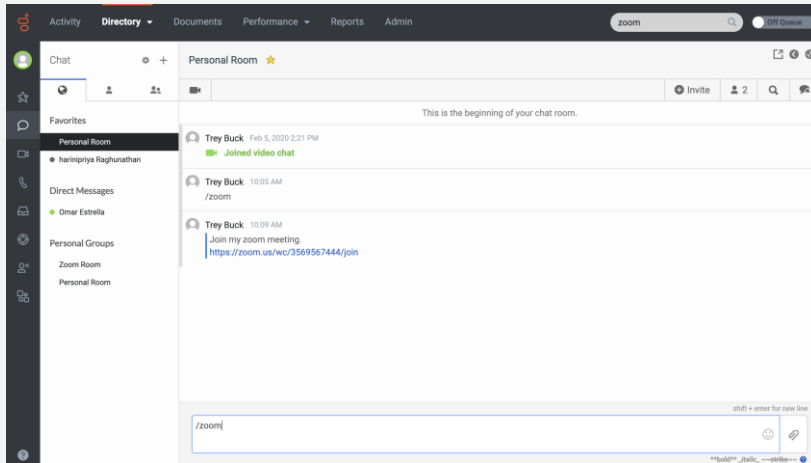 Activity Directory Documents Performance Reports Admin zoom Off Queue
Chat
Personal Room
Invite 2
This is the beginning of your chat room.
Favorites
Personal Room
harinipriya Raghunathan
Direct Messages
Omar Estrella
Personal Groups
Zoom Room
Personal Room
Trey Buck Feb 5, 2020 2:21 PM
Joined video chat
Trey Buck 10:05 AM
/zoom
Trey Buck 10:09 AM
Join my zoom meeting.
https://zoom.us/wc/3569567444/join
shift + enter for new line
/zoom
**bold** _italic_ ~~strike~~